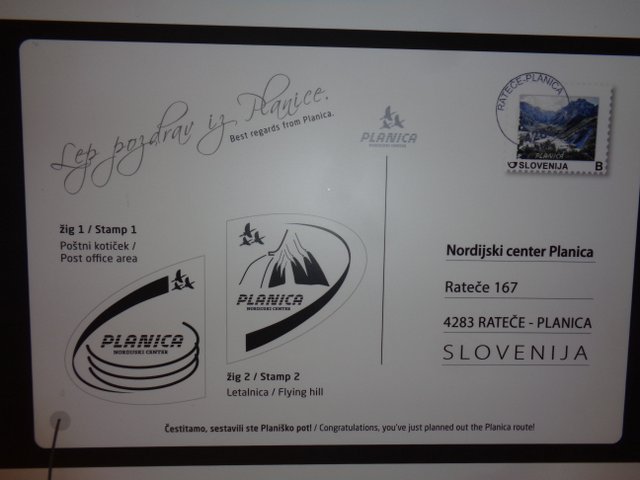 Lep pozdrav iz Planice.
Best regards from Planica.
PLANICA
NORDIJSKI CENTER
RATEČE-PLANICA
PLANICA
SLOVENIJA B
žig 1 / Stamp 1
Poštni kotiček /
Post office area
PLANICA
NORDIJSKI CENTER
PLANICA
NORDIJSKI CENTER
žig 2 / Stamp 2
Letalnica / Flying hill
Nordijski center Planica
Rateče 167
4283 RATEČE - PLANICA
SLOVENIJA
Čestitamo, sestavili ste Planiško pot! / Congratulations, you've just planned out the Planica route!